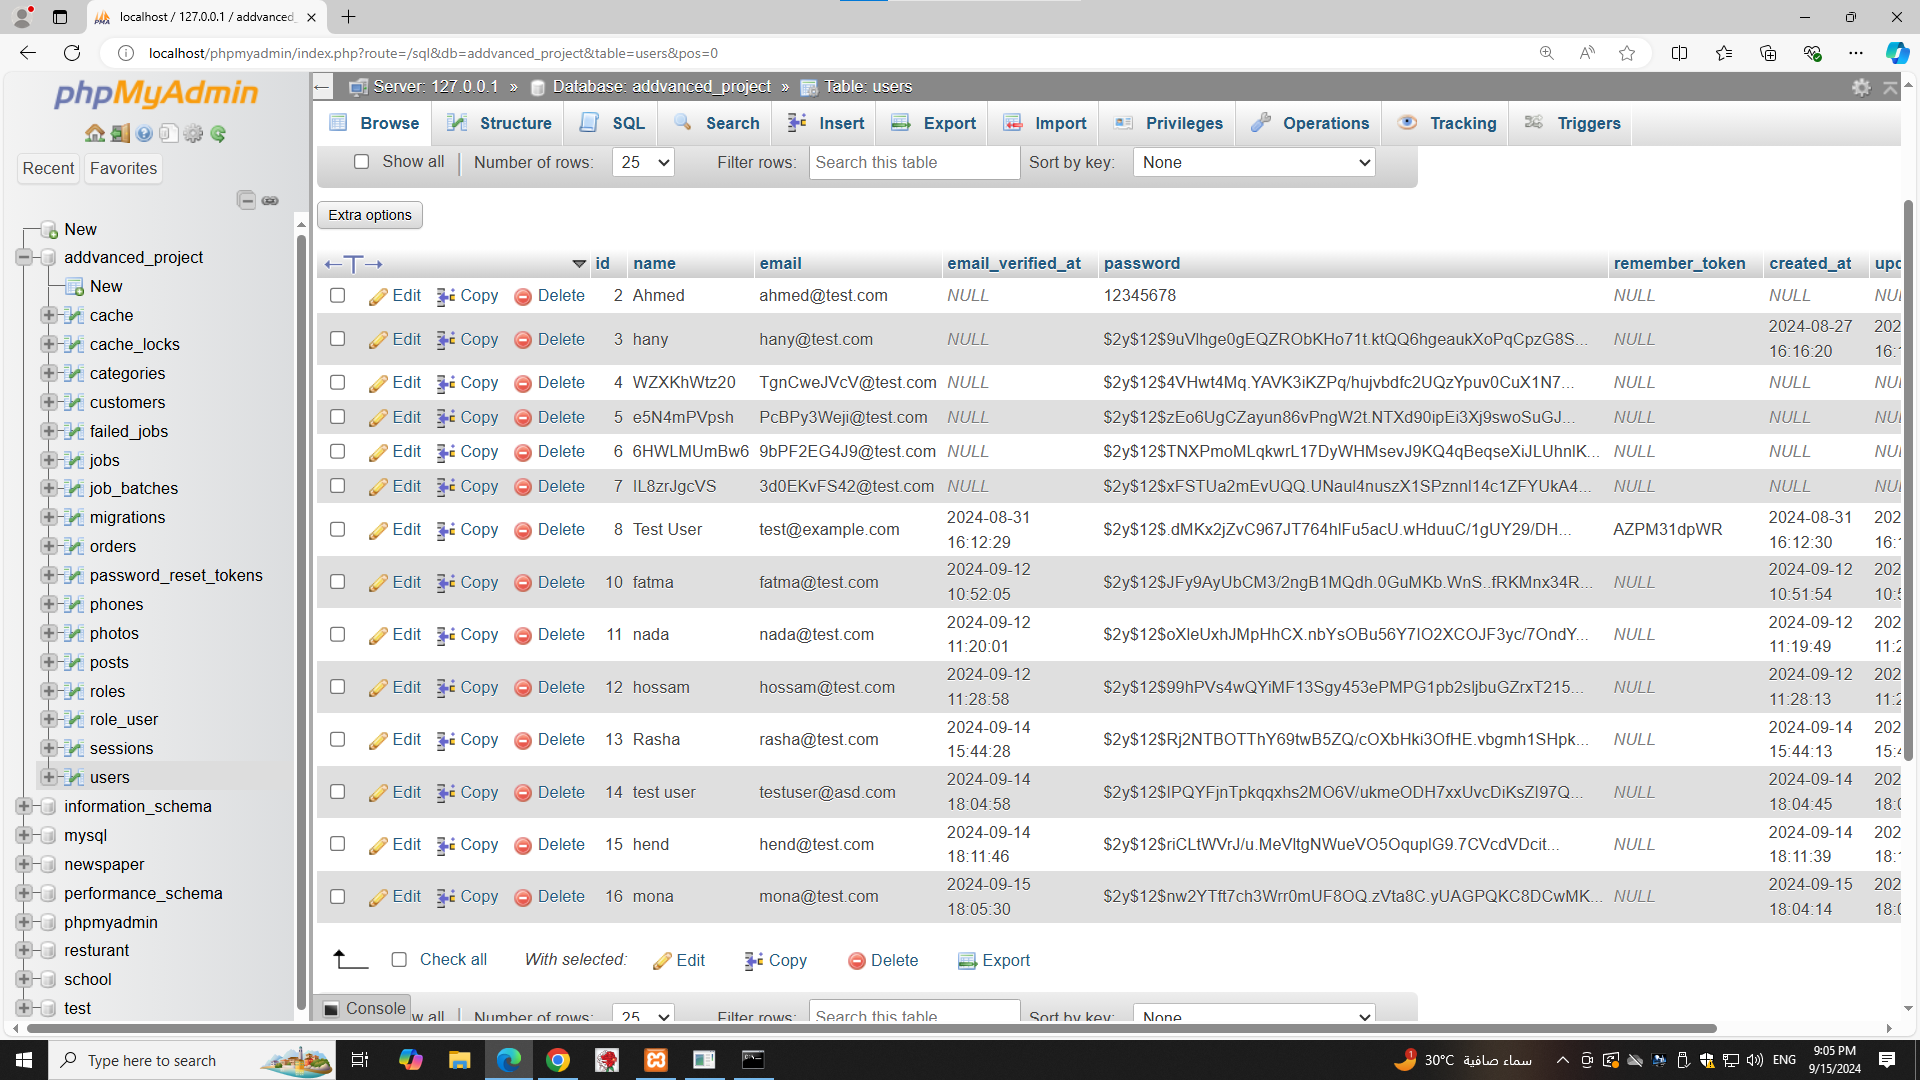 localhost / 127.0.0.1 / addvanced_
localhost/phpmyadmin/index.php?route=/sql&db=addvanced_project&table=users&pos=0
phpMyAdmin
Recent Favorites
New
addvanced_project
New
cache
cache_locks
categories
customers
failed_jobs
jobs
job_batches
migrations
orders
password_reset_tokens
phones
photos
posts
roles
role_user
sessions
users
information_schema
mysql
newspaper
performance_schema
phpmyadmin
resturant
school
test
Server: 127.0.0.1 » Database: addvanced_project » Table: users
Browse Structure SQL Search Insert Export Import Privileges Operations Tracking Triggers
Show all Number of rows: 25 Filter rows: Search this table Sort by key: None
Extra options
id name email email_verified_at password remember_token created_at upd
Edit Copy Delete 2 Ahmed ahmed@test.com NULL 12345678 NULL NULL NUL
Edit Copy Delete 3 hany hany@test.com NULL $2y$12$9uVlhge0gEQZRObKHo71t.ktQQ6hgeaukXoPqCpzG8S... NULL 2024-08-27 16:16:20 202 16:1
Edit Copy Delete 4 WZXKhWtz20 TgnCweJVcV@test.com NULL $2y$12$4VHwt4Mq.YAVK3iKZPq/hujvbdfc2UQzYpuv0CuX1N7... NULL NULL NUL
Edit Copy Delete 5 e5N4mPVpsh PcBPy3Weji@test.com NULL $2y$12$zEo6UgCZayun86vPngW2t.NTXd90ipEi3Xj9swoSuGJ... NULL NULL NUL
Edit Copy Delete 6 6HWLMUmBw6 9bPF2EG4J9@test.com NULL $2y$12$TNXPmoMLqkwrL17DyWHMsevJ9KQ4qBeqseXiJLUhnlK... NULL NULL NUL
Edit Copy Delete 7 IL8zrJgcVS 3d0EKvFS42@test.com NULL $2y$12$xFSTUa2mEvUQQ.UNaul4nuszX1SPznnl14c1ZFYUkA4... NULL NULL NUL
Edit Copy Delete 8 Test User test@example.com 2024-08-31 16:12:29 $2y$12$.dMKx2jZvC967JT764hlFu5acU.wHduuC/1gUY29/DH... AZPM31dpWR 2024-08-31 16:12:30 202 16:1
Edit Copy Delete 10 fatma fatma@test.com 2024-09-12 10:52:05 $2y$12$JFy9AyUbCM3/2ngB1MQdh.0GuMKb.WnS..fRKMnx34R... NULL 2024-09-12 10:51:54 202 10:5
Edit Copy Delete 11 nada nada@test.com 2024-09-12 11:20:01 $2y$12$oXleUxhJMpHhCX.nbYsOBu56Y7IO2XCOJF3yc/7OndY... NULL 2024-09-12 11:19:49 202 11:2
Edit Copy Delete 12 hossam hossam@test.com 2024-09-12 11:28:58 $2y$12$99hPVs4wQYiMF13Sgy453ePMPG1pb2sljbuGZrxT215... NULL 2024-09-12 11:28:13 202 11:2
Edit Copy Delete 13 Rasha rasha@test.com 2024-09-14 15:44:28 $2y$12$Rj2NTBOTThY69twB5ZQ/cOXbHki3OfHE.vbgmh1SHpk... NULL 2024-09-14 15:44:13 202 15:4
Edit Copy Delete 14 test user testuser@asd.com 2024-09-14 18:04:58 $2y$12$IPQYFjnTpkqqxhs2MO6V/ukmeODH7xxUvcDiKsZI97Q... NULL 2024-09-14 18:04:45 202 18:0
Edit Copy Delete 15 hend hend@test.com 2024-09-14 18:11:46 $2y$12$riCLtWVrJ/u.MeVltgNWueVO5OquplG9.7CVcdVDcit... NULL 2024-09-14 18:11:39 202 18:1
Edit Copy Delete 16 mona mona@test.com 2024-09-15 18:05:30 $2y$12$nw2YTft7ch3Wrr0mUF8OQ.zVta8C.yUAGPQKC8DCwMK... NULL 2024-09-15 18:04:14 202 18:0
Check all With selected: Edit Copy Delete Export
Console w all Number of rows: 25 Filter rows: Search this table Sort by key: None
Type here to search
1 30°C سماء صافية ENG 9:05 PM
9/15/2024